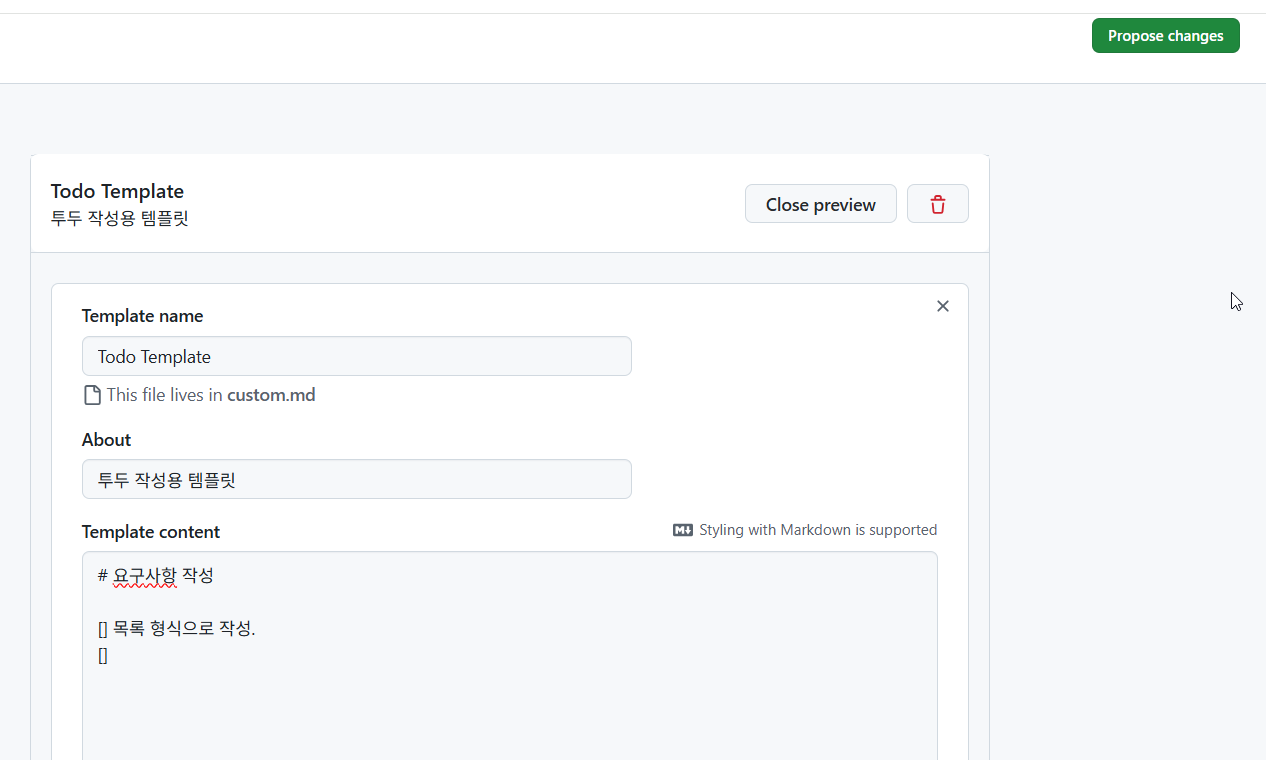 Propose changes
Todo Template
투두 작성용 템플릿
Close preview
Template name
Todo Template
This file lives in custom.md
About
투두 작성용 템플릿
Template content
M↓ Styling with Markdown is supported
# 요구사항 작성
[] 목록 형식으로 작성.
[]